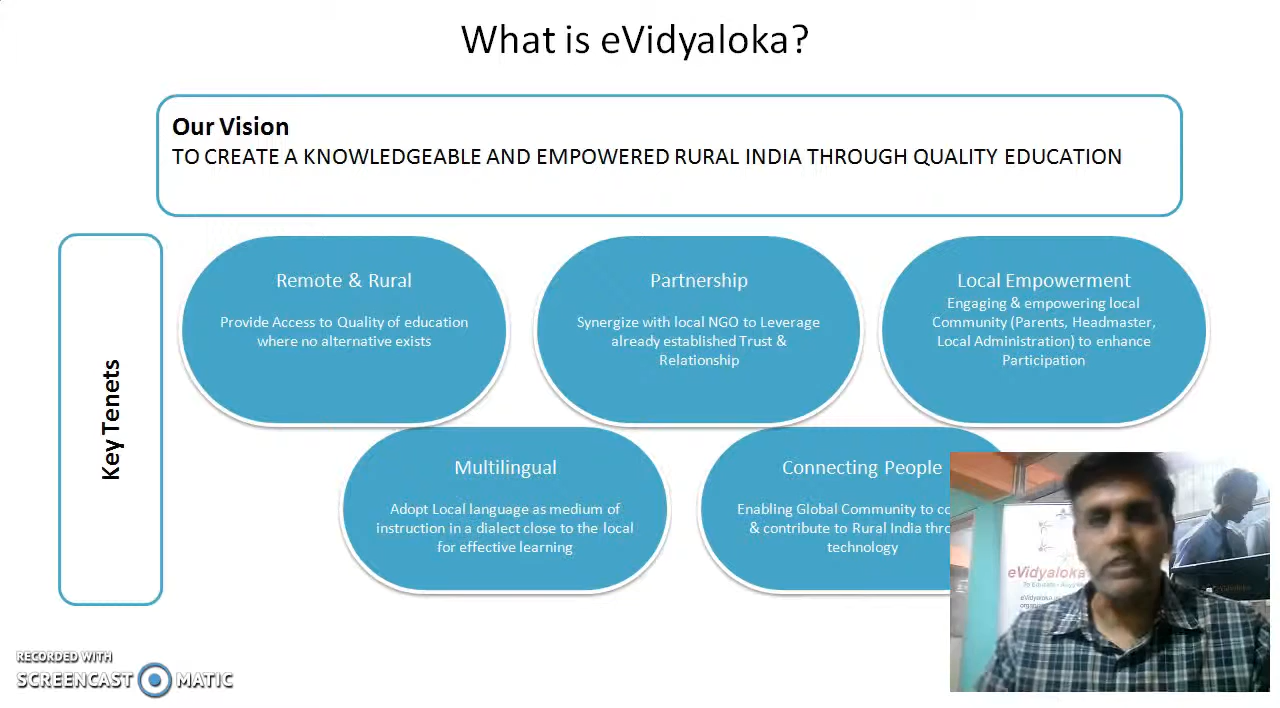 What is eVidyaloka?
Our Vision
TO CREATE A KNOWLEDGEABLE AND EMPOWERED RURAL INDIA THROUGH QUALITY EDUCATION
Key Tenets
Remote & Rural
Provide Access to Quality of education
where no alternative exists
Partnership
Synergize with local NGO to Leverage
already established Trust &
Relationship
Local Empowerment
Engaging & empowering local
Community (Parents, Headmaster,
Local Administration) to enhance
Participation
Multilingual
Adopt Local language as medium of
instruction in a dialect close to the local
for effective learning
Connecting People
Enabling Global Community to
& contribute to Rural India
technology
eVidyaloka
RECORDED WITH
SCREENCAST MATIC